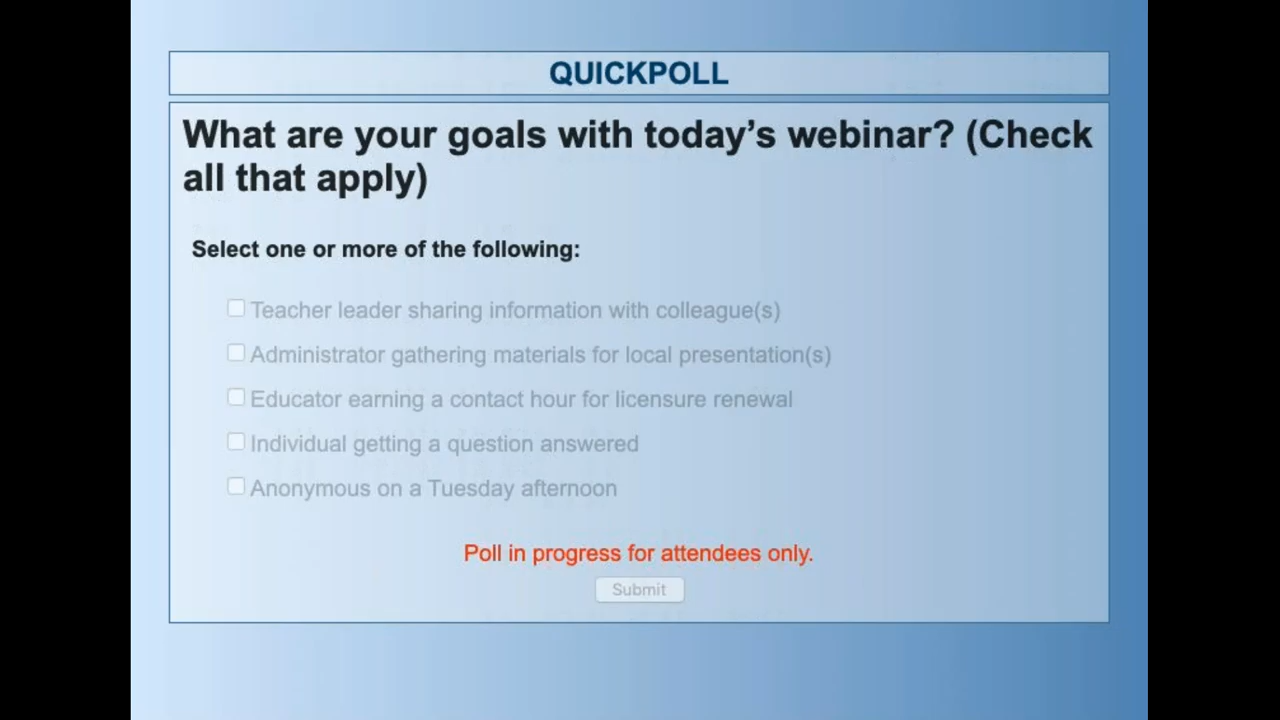 QUICKPOLL
What are your goals with today’s webinar? (Check
all that apply)
Select one or more of the following:
Teacher leader sharing information with colleague(s)
Administrator gathering materials for local presentation(s)
Educator earning a contact hour for licensure renewal
Individual getting a question answered
Anonymous on a Tuesday afternoon
Poll in progress for attendees only.
Submit